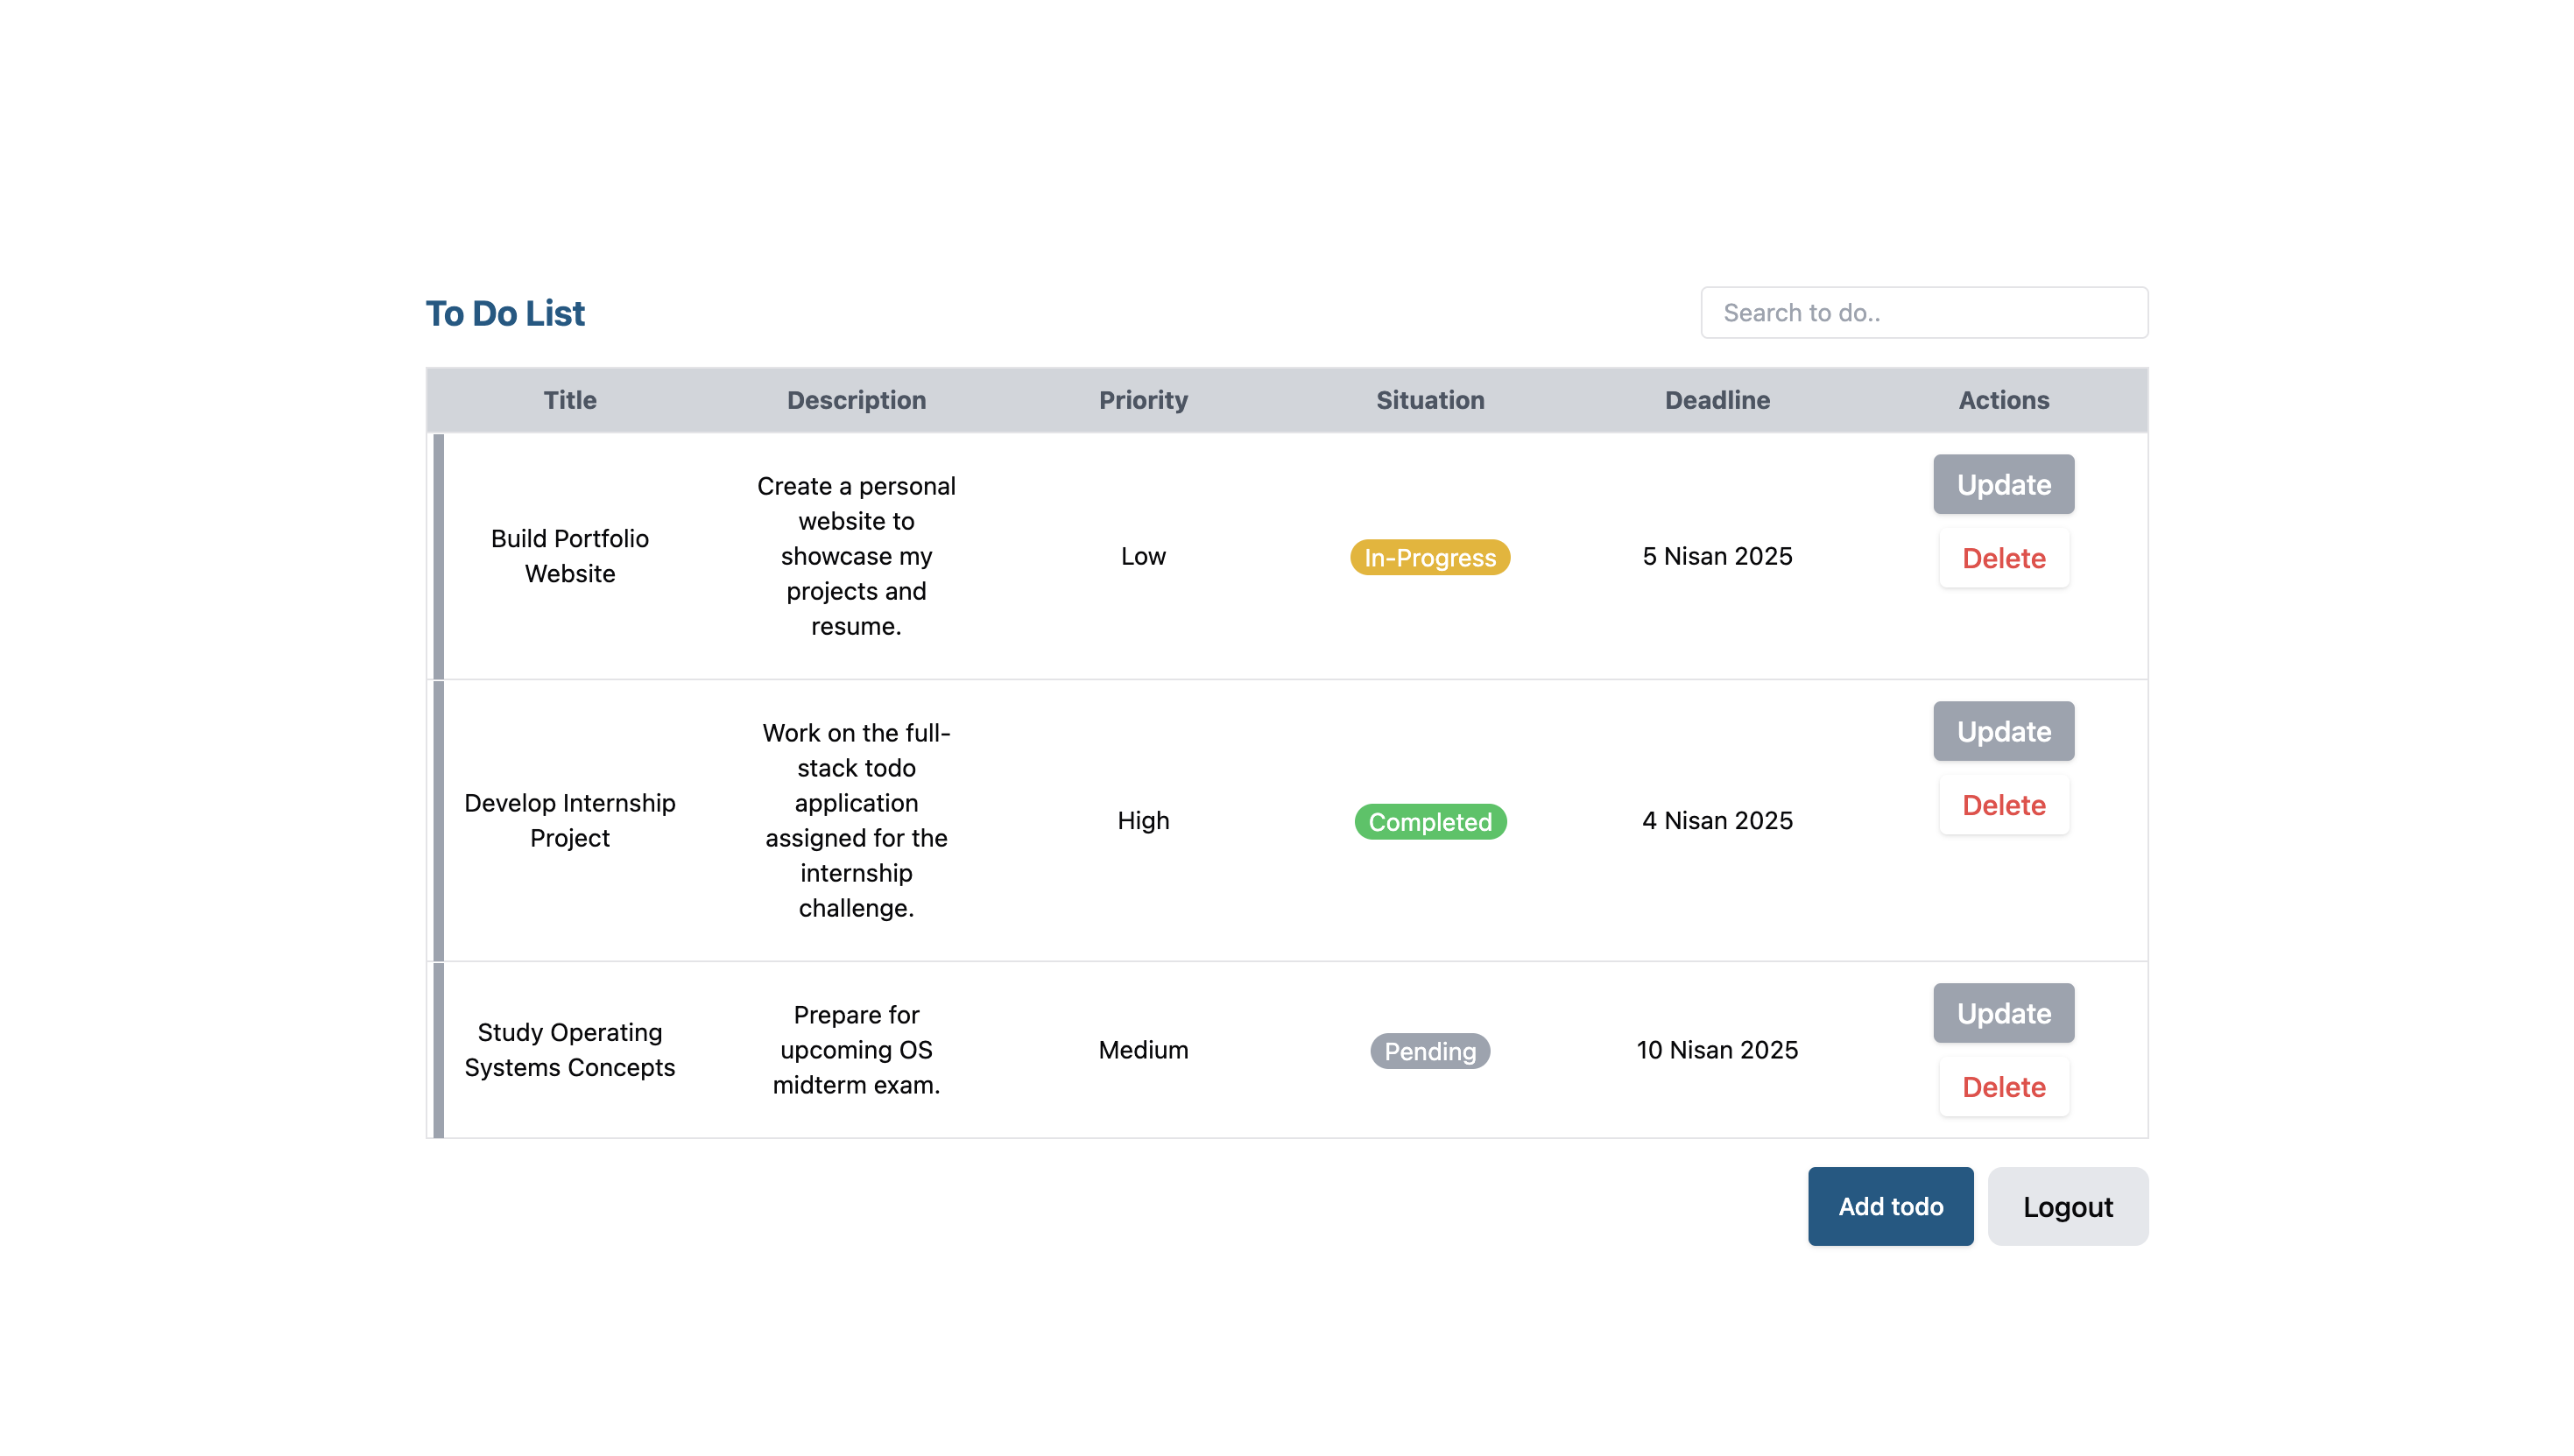 To Do List
Search to do..
Title Description Priority Situation Deadline Actions
Build Portfolio
Website
Create a personal
website to
showcase my
projects and
resume.
Low
In-Progress
5 Nisan 2025
Update
Delete
Develop Internship
Project
Work on the full-
stack todo
application
assigned for the
internship
challenge.
High
Completed
4 Nisan 2025
Update
Delete
Study Operating
Systems Concepts
Prepare for
upcoming OS
midterm exam.
Medium
Pending
10 Nisan 2025
Update
Delete
Add todo
Logout